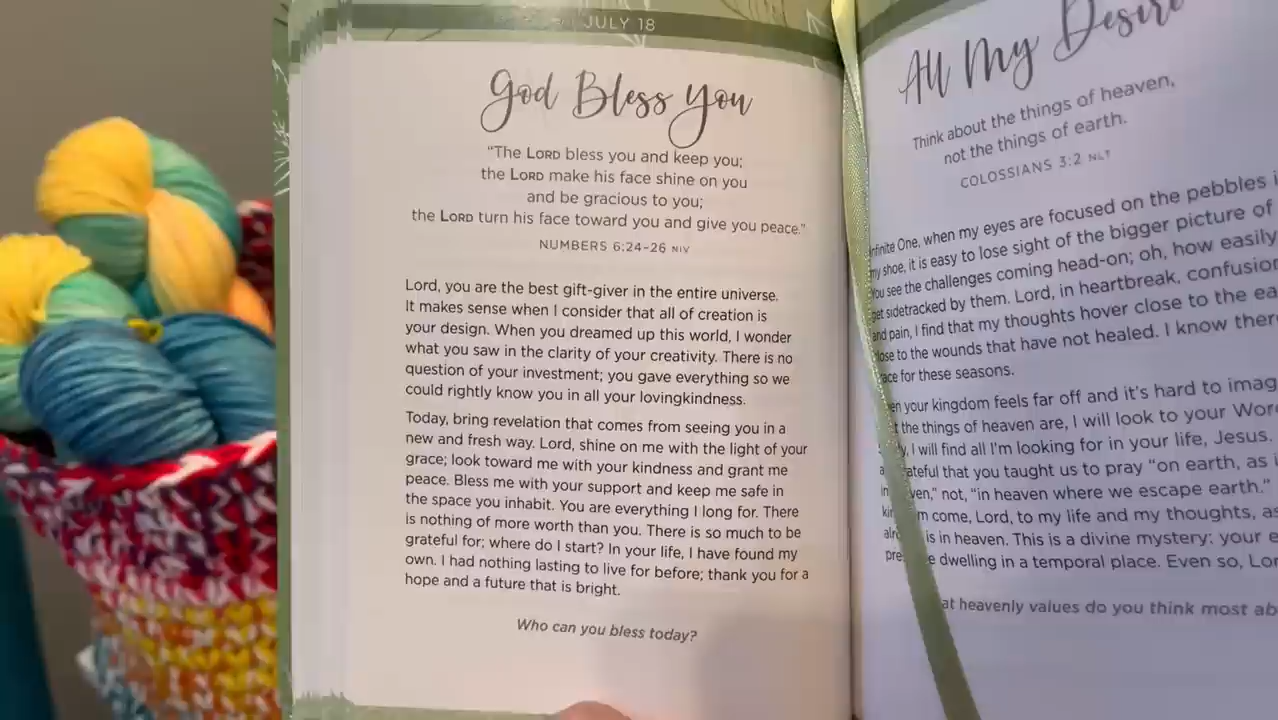 JULY 18
God Bless You
"The LORD bless you and keep you;
the LORD make his face shine on you
and be gracious to you;
the LORD turn his face toward you and give you peace."
NUMBERS 6:24-26 NIV
Lord, you are the best gift-giver in the entire universe.
It makes sense when I consider that all of creation is
your design. When you dreamed up this world, I wonder
what you saw in the clarity of your creativity. There is no
question of your investment; you gave everything so we
could rightly know you in all your lovingkindness.
Today, bring revelation that comes from seeing you in a
new and fresh way. Lord, shine on me with the light of your
grace; look toward me with your kindness and grant me
peace. Bless me with your support and keep me safe in
the space you inhabit. You are everything I long for. There
is nothing of more worth than you. There is so much to be
grateful for; where do I start? In your life, I have found my
own. I had nothing lasting to live for before; thank you for a
hope and a future that is bright.
Who can you bless today?
All My Desire
Think about the things of heaven,
not the things of earth.
COLOSSIANS 3:2 NLT
Infinite One, when my eyes are focused on the pebbles
my shoe, it is easy to lose sight of the bigger picture of
You see the challenges coming head-on; oh, how easily
get sidetracked by them. Lord, in heartbreak, confusion
and pain, I find that my thoughts hover close to the
close to the wounds that have not healed. I know
for these seasons.
your kingdom feels far off and it's hard to
the things of heaven are, I will look to your
I will find all I'm looking for in your life, Jesus.
that you taught us to pray "on earth, as
not, "in heaven where we escape earth."
come, Lord, to my life and my thoughts, as
is in heaven. This is a divine mystery: your
dwelling in a temporal place. Even so,
heavenly values do you think most